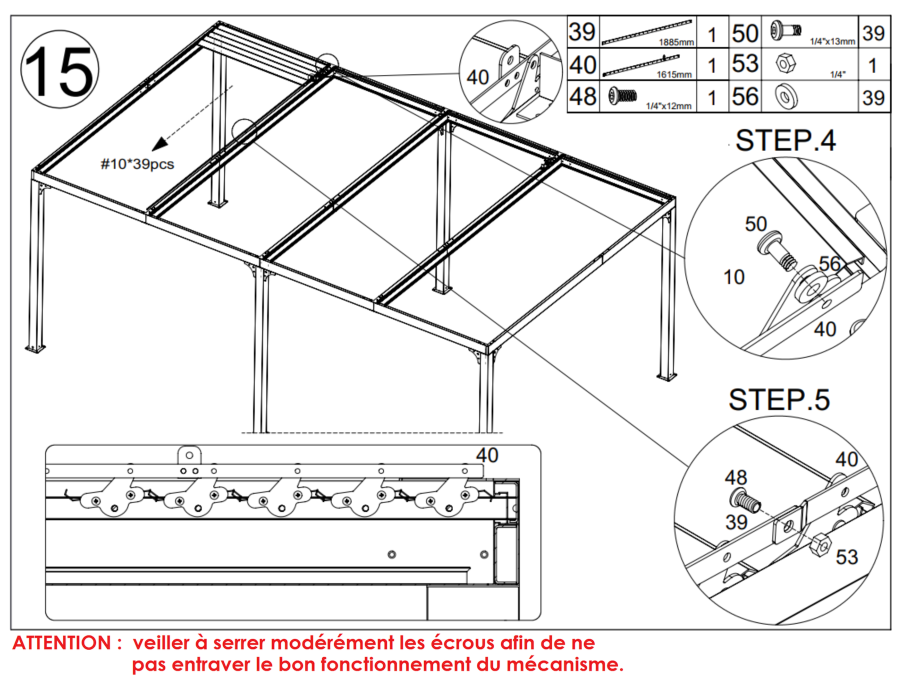 15
39 1885mm 1 50 1/4"x13mm 39
40 1615mm 1 53 1/4" 1
48 1/4"x12mm 1 56 39
40
#10*39pcs
STEP.4
50
56
10
40
STEP.5
40
48
39
53
40
ATTENTION : veiller à serrer modérément les écrous afin de ne
pas entraver le bon fonctionnement du mécanisme.